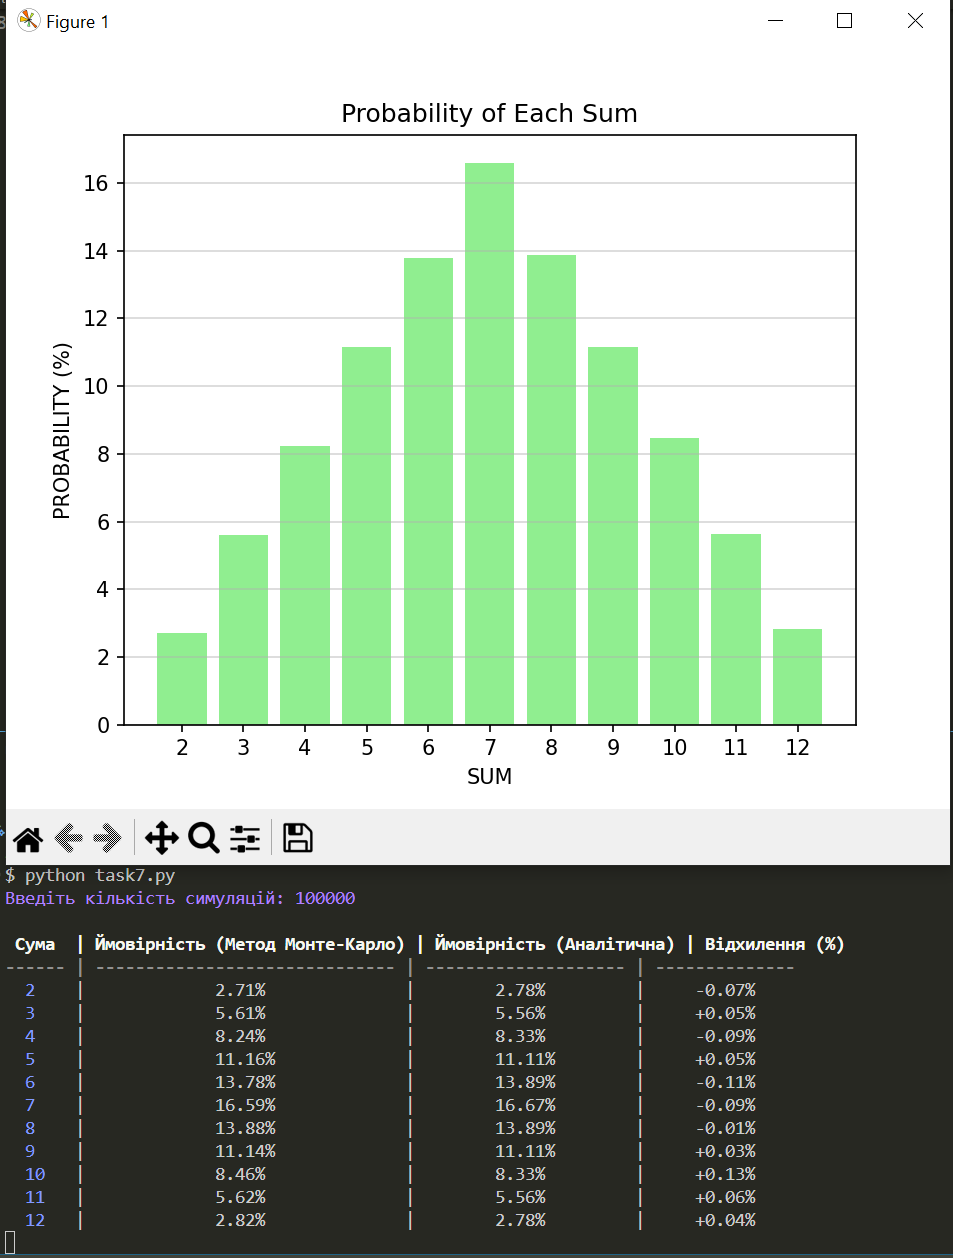 Figure 1
Probability of Each Sum
16
14
12
10
8
6
4
2
0
PROBABILITY (%)
2 3 4 5 6 7 8 9 10 11 12
SUM
$ python task7.py
Введіть кількість симуляцій: 100000
Сума | Ймовірність (Метод Монте-Карло) | Ймовірність (Аналітична) | Відхилення (%)
------ | ------------------------------ | -------------------- | --------------
2 | 2.71% | 2.78% | -0.07%
3 | 5.61% | 5.56% | +0.05%
4 | 8.24% | 8.33% | -0.09%
5 | 11.16% | 11.11% | +0.05%
6 | 13.78% | 13.89% | -0.11%
7 | 16.59% | 16.67% | -0.09%
8 | 13.88% | 13.89% | -0.01%
9 | 11.14% | 11.11% | +0.03%
10 | 8.46% | 8.33% | +0.13%
11 | 5.62% | 5.56% | +0.06%
12 | 2.82% | 2.78% | +0.04%